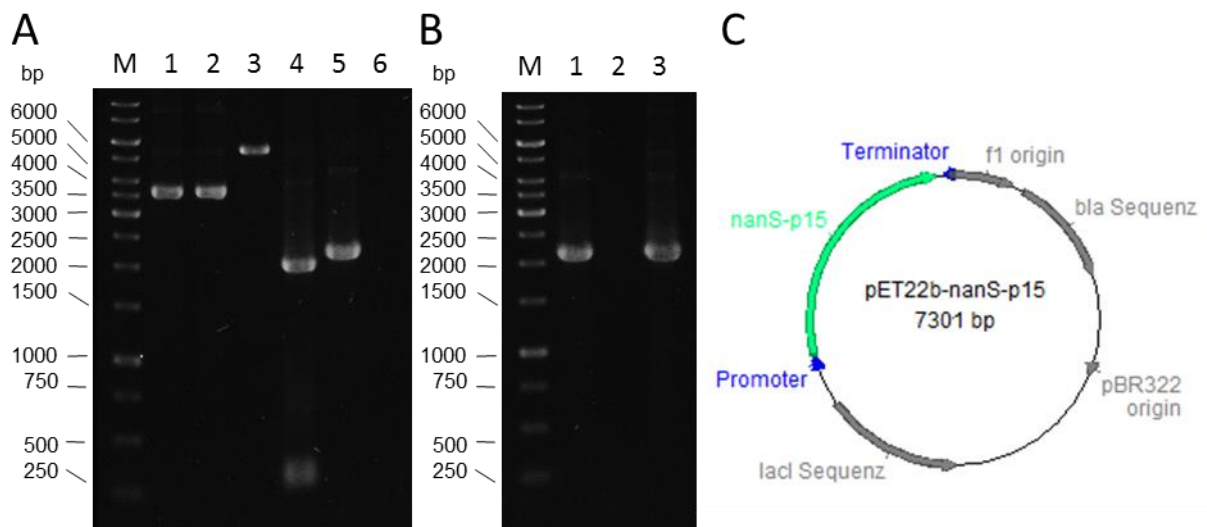 A
bp
M 1 2 3 4 5 6
6000
5000
4000
3500
3000
2500
2000
1500
1000
750
500
250
B
bp
M 1 2 3
6000
5000
4000
3500
3000
2500
2000
1500
1000
750
500
250
C
Terminator
f1 origin
nanS-p15
bla Sequenz
pET22b-nanS-p15
7301 bp
Promoter
pBR322
origin
lacI Sequenz